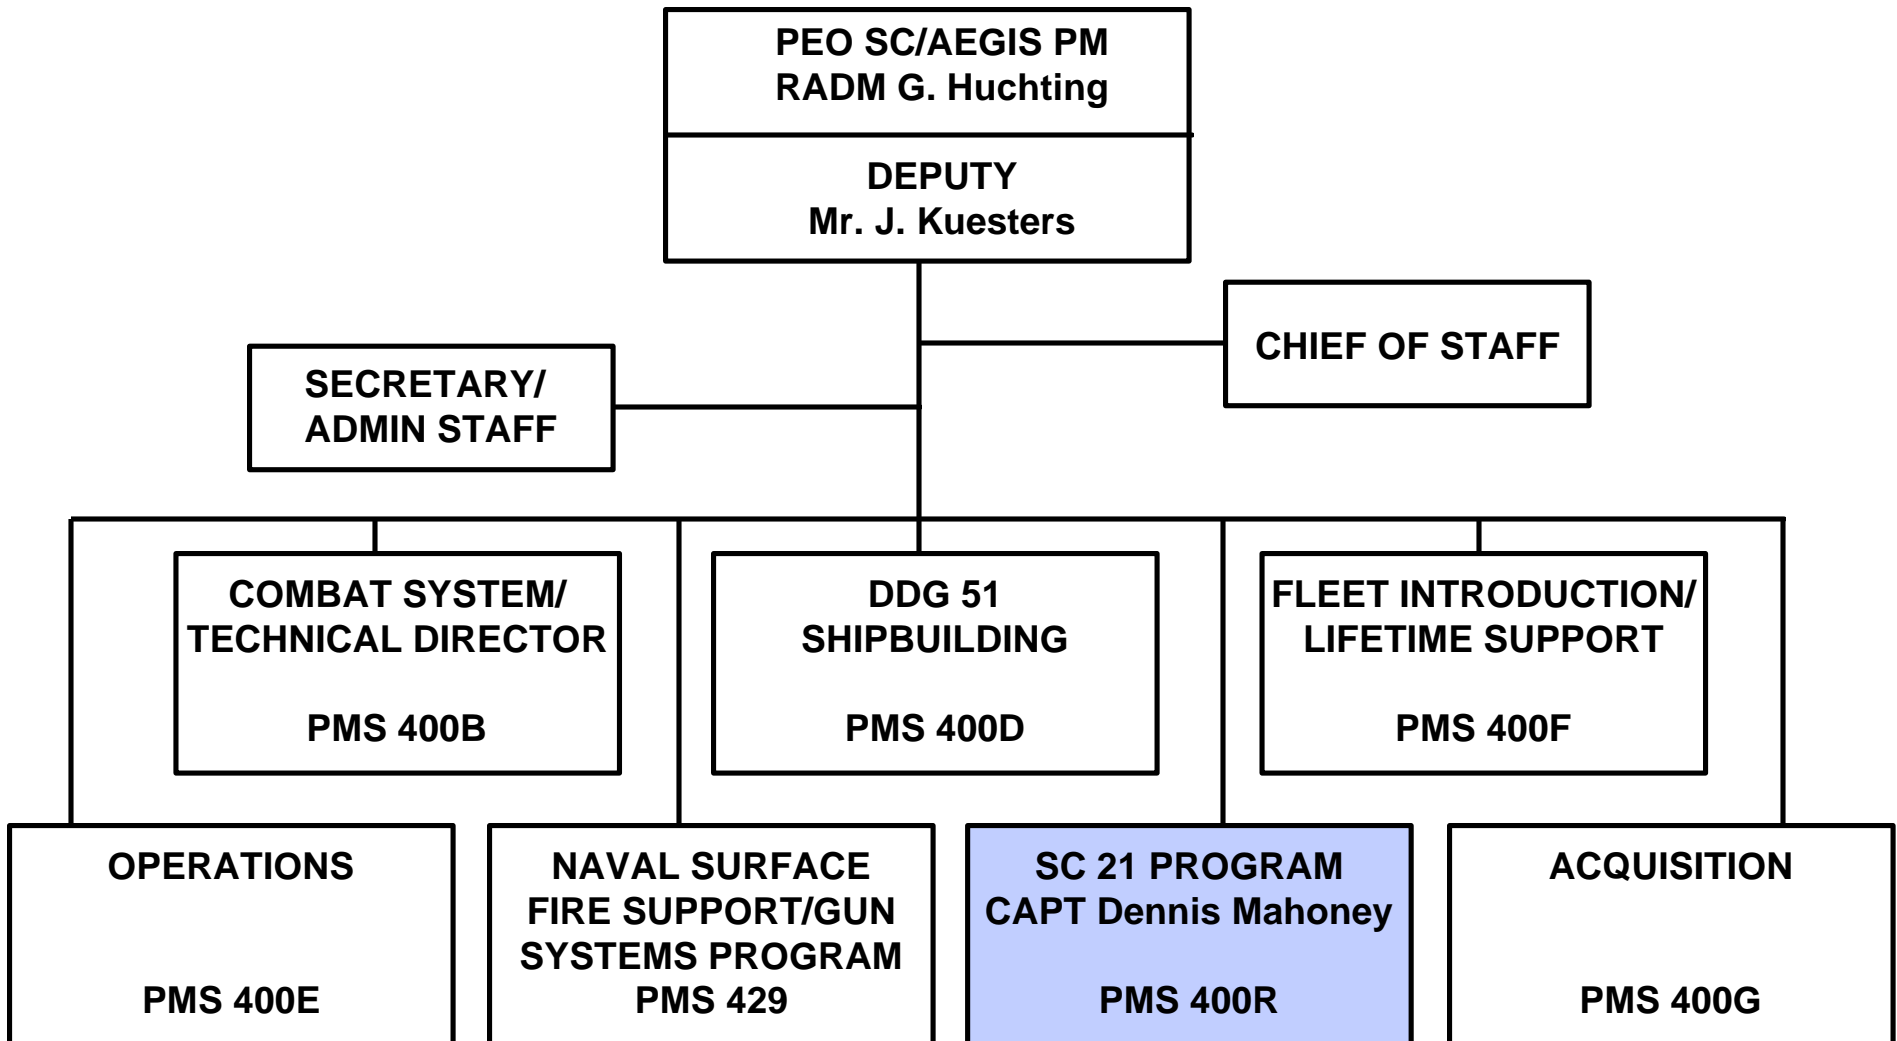 PEO SC/AEGIS PM
RADM G. Huchting
DEPUTY
Mr. J. Kuesters
CHIEF OF STAFF
SECRETARY/
ADMIN STAFF
COMBAT SYSTEM/
TECHNICAL DIRECTOR
PMS 400B
DDG 51
SHIPBUILDING
PMS 400D
FLEET INTRODUCTION/
LIFETIME SUPPORT
PMS 400F
OPERATIONS
PMS 400E
NAVAL SURFACE
FIRE SUPPORT/GUN
SYSTEMS PROGRAM
PMS 429
SC 21 PROGRAM
CAPT Dennis Mahoney
PMS 400R
ACQUISITION
PMS 400G